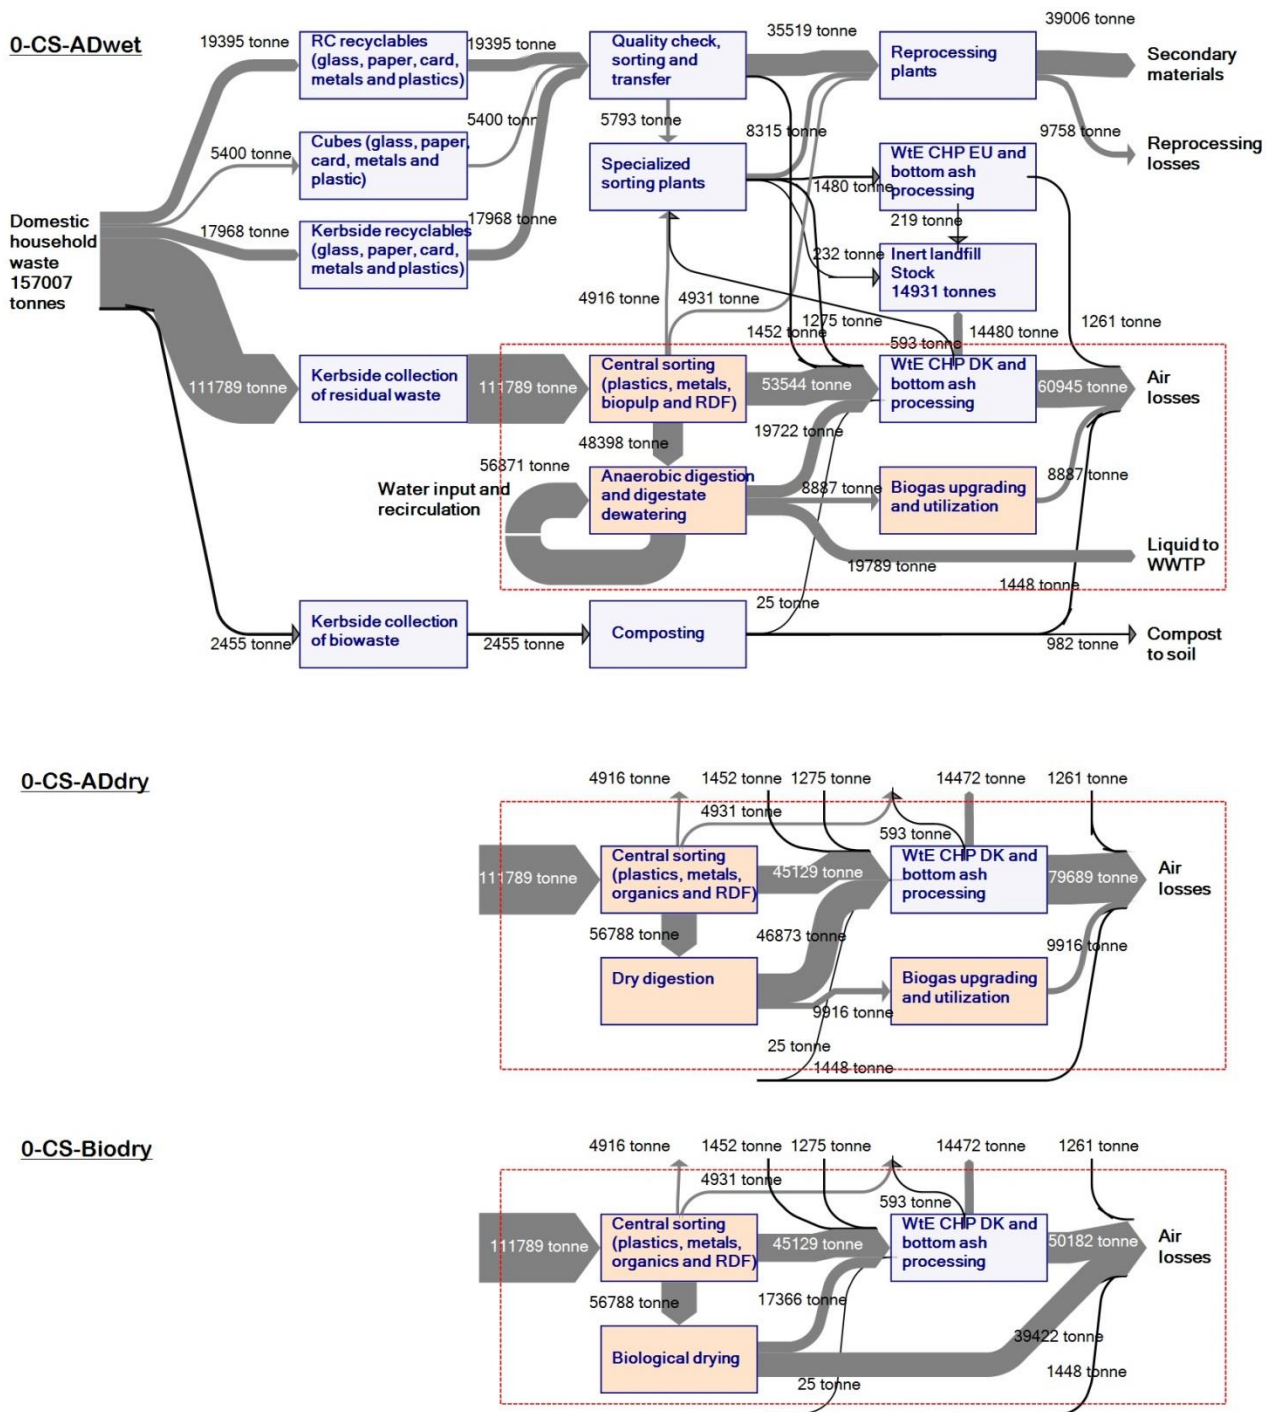 0-CS-ADwet
19395 tonne
RC recyclables
(glass, paper, card,
metals and plastics)
19395 tonne
Quality check,
sorting and
transfer
35519 tonne
Reprocessing
plants
39006 tonne
Secondary
materials
5400 tonne
Cubes (glass, paper,
card, metals and
plastic)
5400 tonne
5793 tonne
8315 tonne
9758 tonne
Reprocessing
losses
Specialized
sorting plants
1480 tonne
WtE CHP EU and
bottom ash
processing
219 tonne
Domestic
household
waste
157007
tonnes
17968 tonne
Kerbside recyclables
(glass, paper, card,
metals and plastics)
17968 tonne
232 tonne
Inert landfill
Stock
14931 tonnes
4916 tonne
4931 tonne
1452 tonne
1275 tonne
593 tonne
14480 tonne
1261 tonne
111789 tonne
Kerbside collection
of residual waste
111789 tonne
Central sorting
(plastics, metals,
biopulp and RDF)
53544 tonne
WtE CHP DK and
bottom ash
processing
60945 tonne
Air
losses
48398 tonne
19722 tonne
56871 tonne
Water input and
recirculation
Anaerobic digestion
and digestate
dewatering
8887 tonne
Biogas upgrading
and utilization
8887 tonne
19789 tonne
Liquid to
WWTP
1448 tonne
25 tonne
2455 tonne
Kerbside collection
of biowaste
2455 tonne
Composting
982 tonne
Compost
to soil
0-CS-ADdry
4916 tonne
1452 tonne
1275 tonne
14472 tonne
1261 tonne
4931 tonne
593 tonne
111789 tonne
Central sorting
(plastics, metals,
organics and RDF)
45129 tonne
WtE CHP DK and
bottom ash
processing
79689 tonne
Air
losses
56788 tonne
46873 tonne
9916 tonne
Dry digestion
9916 tonne
Biogas upgrading
and utilization
25 tonne
1448 tonne
0-CS-Biodry
4916 tonne
1452 tonne
1275 tonne
14472 tonne
1261 tonne
4931 tonne
593 tonne
111789 tonne
Central sorting
(plastics, metals,
organics and RDF)
45129 tonne
WtE CHP DK and
bottom ash
processing
50182 tonne
Air
losses
56788 tonne
17366 tonne
Biological drying
39422 tonne
25 tonne
1448 tonne